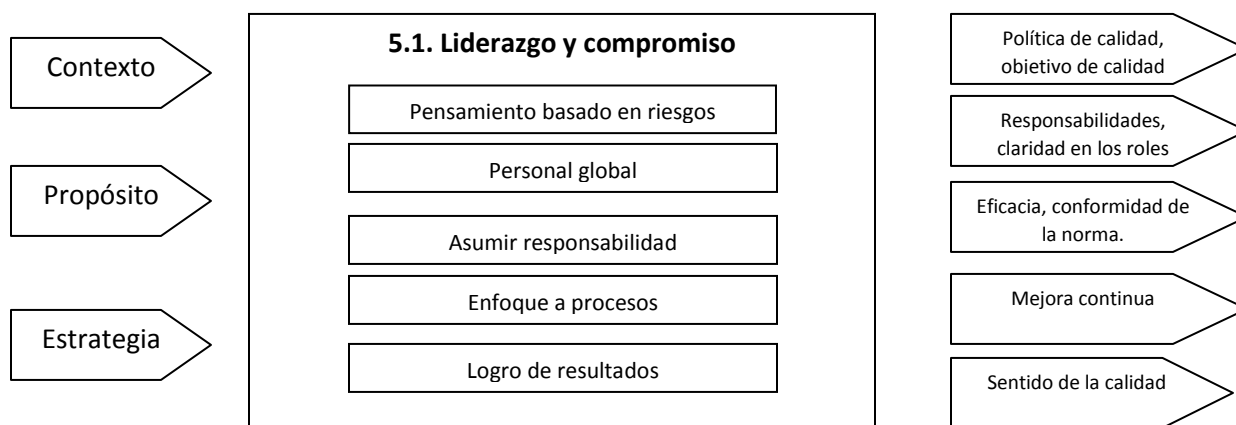 Contexto
Propósito
Estrategia
5.1. Liderazgo y compromiso
Pensamiento basado en riesgos
Personal global
Asumir responsabilidad
Enfoque a procesos
Logro de resultados
Política de calidad,
objetivo de calidad
Responsabilidades,
claridad en los roles
Eficacia, conformidad de
la norma.
Mejora continua
Sentido de la calidad